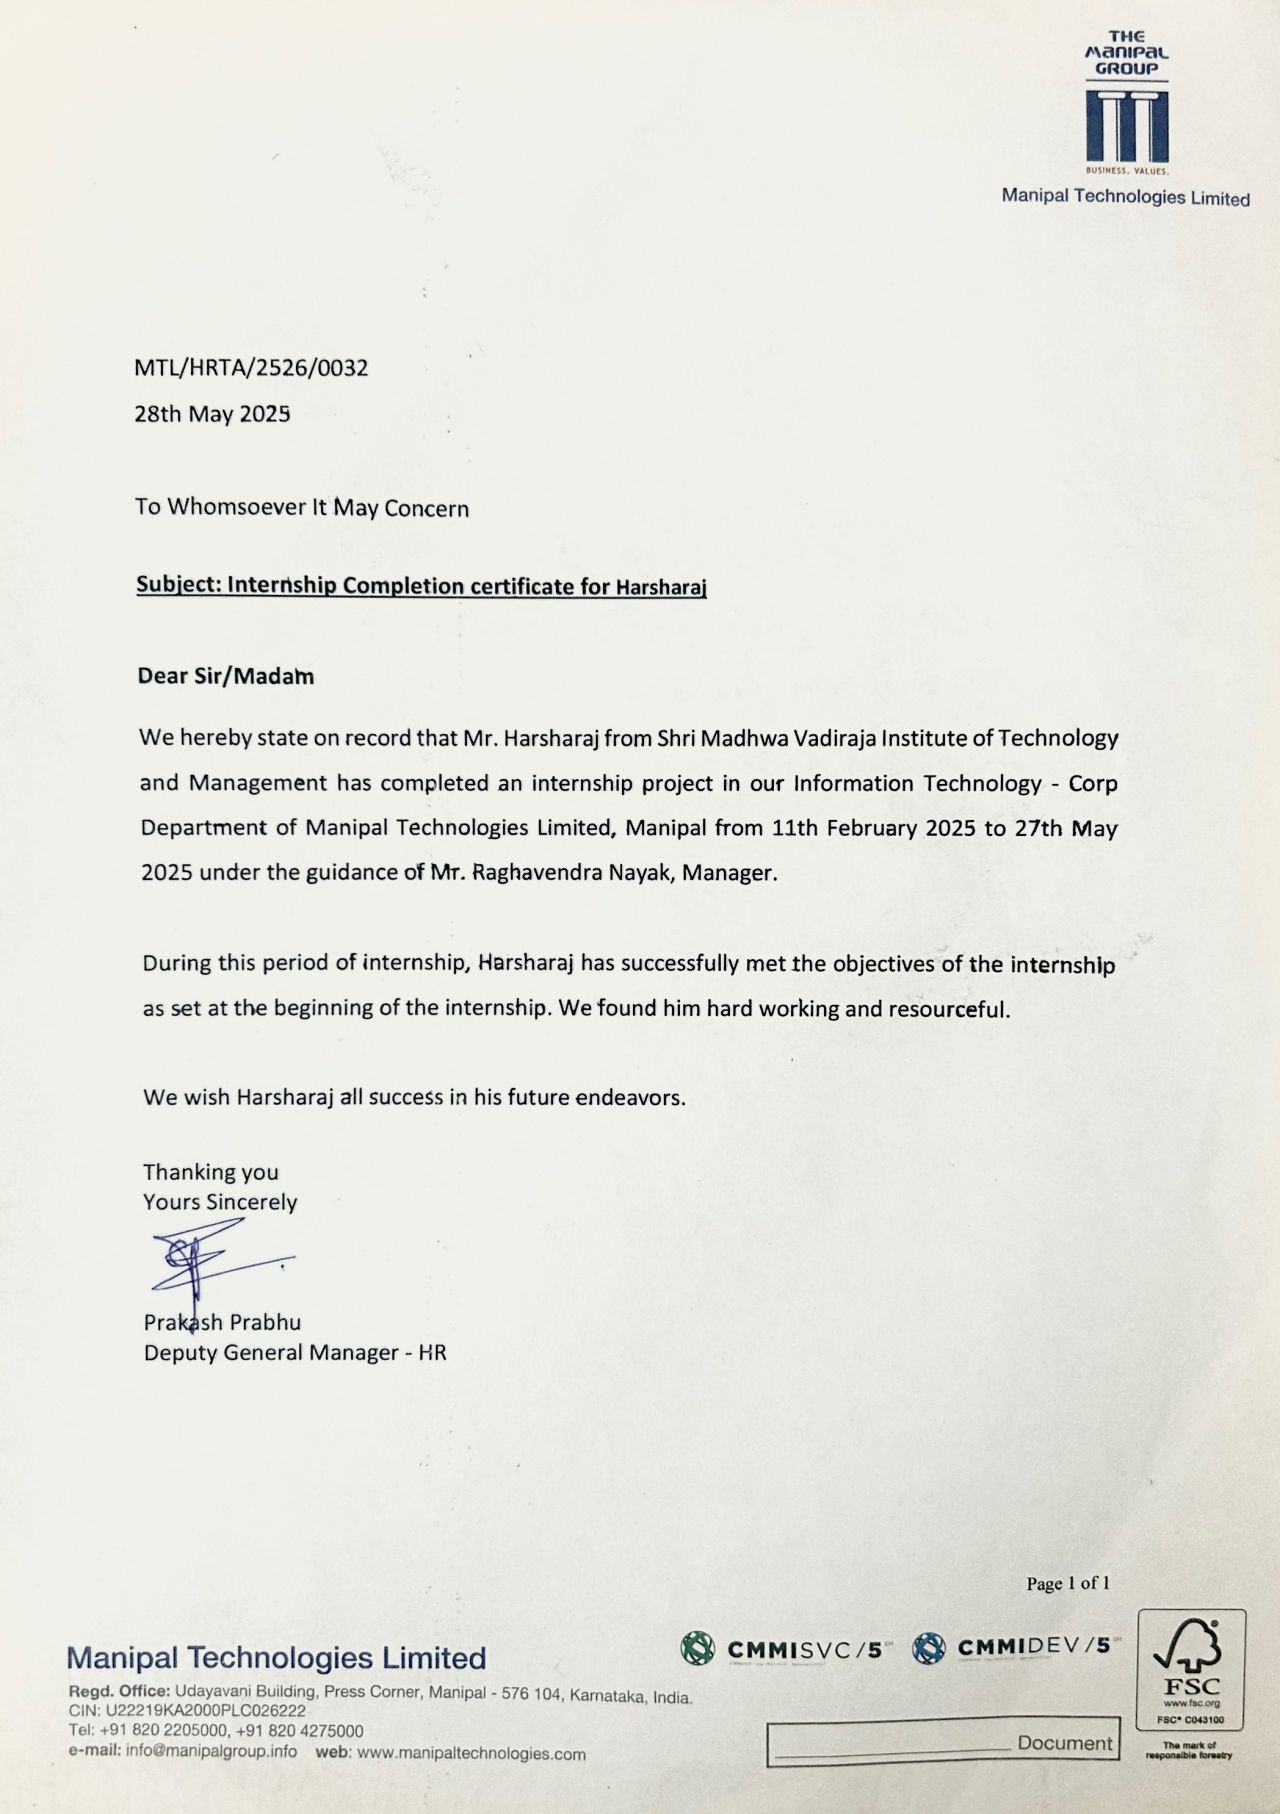 THE
MANIPAL
GROUP
BUSINESS. VALUES.
Manipal Technologies Limited
MTL/HRTA/2526/0032
28th May 2025
To Whomsoever It May Concern
Subject: Internship Completion certificate for Harsharaj
Dear Sir/Madam
We hereby state on record that Mr. Harsharaj from Shri Madhwa Vadiraja Institute of Technology
and Management has completed an internship project in our Information Technology - Corp
Department of Manipal Technologies Limited, Manipal from 11th February 2025 to 27th May
2025 under the guidance of Mr. Raghavendra Nayak, Manager.
During this period of internship, Harsharaj has successfully met the objectives of the internship
as set at the beginning of the internship. We found him hard working and resourceful.
We wish Harsharaj all success in his future endeavors.
Thanking you
Yours Sincerely
Prakash Prabhu
Deputy General Manager - HR
Page 1 of 1
Manipal Technologies Limited
Regd. Office: Udayavani Building, Press Corner, Manipal - 576 104, Karnataka, India.
CIN: U22219KA2000PLC026222
Tel: +91 820 2205000, +91 820 4275000
e-mail: info@manipalgroup.info web: www.manipaltechnologies.com
CMMISVC/5℠
CMMIDEV/5℠
Document
FSC
www.fsc.org
FSC® C043100
The mark of
responsible forestry